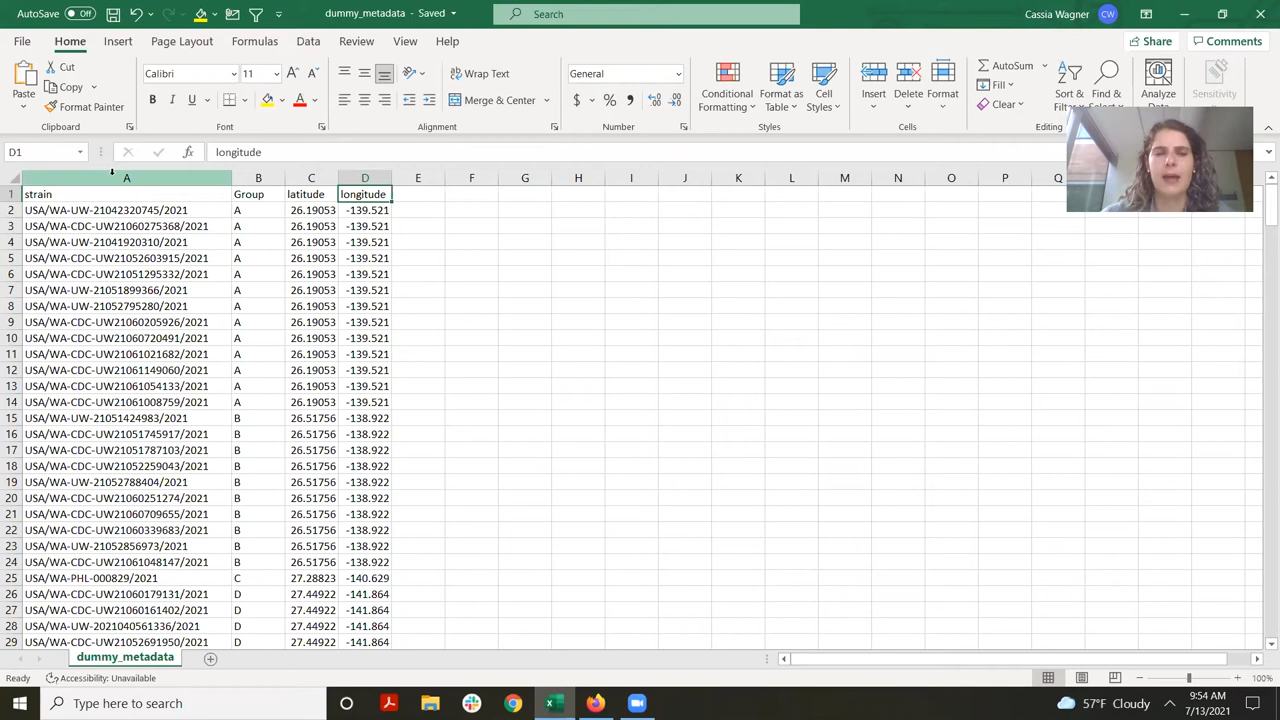 AutoSave Off dummy_metadata - Saved Search Cassia Wagner CW
File Home Insert Page Layout Formulas Data Review View Help Share Comments
Paste Cut Copy Format Painter Calibri 11 Wrap Text Merge & Center General Conditional Formatting Format as Table Cell Styles Insert Delete Format AutoSum Fill Clear Sort & Filter Find & Select Analyze Data Sensitivity
Clipboard Font Alignment Number Styles Cells Editing
D1 fx longitude
A B C D E F G H I J K L M N O P Q
1 strain Group latitude longitude
2 USA/WA-UW-21042320745/2021 A 26.19053 -139.521
3 USA/WA-CDC-UW21060275368/2021 A 26.19053 -139.521
4 USA/WA-UW-21041920310/2021 A 26.19053 -139.521
5 USA/WA-CDC-UW21052603915/2021 A 26.19053 -139.521
6 USA/WA-CDC-UW21051295332/2021 A 26.19053 -139.521
7 USA/WA-UW-21051899366/2021 A 26.19053 -139.521
8 USA/WA-UW-21052795280/2021 A 26.19053 -139.521
9 USA/WA-CDC-UW21060205926/2021 A 26.19053 -139.521
10 USA/WA-CDC-UW21060720491/2021 A 26.19053 -139.521
11 USA/WA-CDC-UW21061021682/2021 A 26.19053 -139.521
12 USA/WA-CDC-UW21061149060/2021 A 26.19053 -139.521
13 USA/WA-CDC-UW21061054133/2021 A 26.19053 -139.521
14 USA/WA-CDC-UW21061008759/2021 A 26.19053 -139.521
15 USA/WA-UW-21051424983/2021 B 26.51756 -138.922
16 USA/WA-CDC-UW21051745917/2021 B 26.51756 -138.922
17 USA/WA-CDC-UW21051787103/2021 B 26.51756 -138.922
18 USA/WA-CDC-UW21052259043/2021 B 26.51756 -138.922
19 USA/WA-UW-21052788404/2021 B 26.51756 -138.922
20 USA/WA-CDC-UW21060251274/2021 B 26.51756 -138.922
21 USA/WA-CDC-UW21060709655/2021 B 26.51756 -138.922
22 USA/WA-CDC-UW21060339683/2021 B 26.51756 -138.922
23 USA/WA-UW-21052856973/2021 B 26.51756 -138.922
24 USA/WA-CDC-UW21061048147/2021 B 26.51756 -138.922
25 USA/WA-PHL-000829/2021 C 27.28823 -140.629
26 USA/WA-CDC-UW21060179131/2021 D 27.44922 -141.864
27 USA/WA-CDC-UW21060161402/2021 D 27.44922 -141.864
28 USA/WA-UW-2021040561336/2021 D 27.44922 -141.864
29 USA/WA-CDC-UW21052691950/2021 D 27.44922 -141.864
dummy_metadata
Ready Accessibility: Unavailable 100%
Type here to search 57°F Cloudy 9:54 AM
7/13/2021